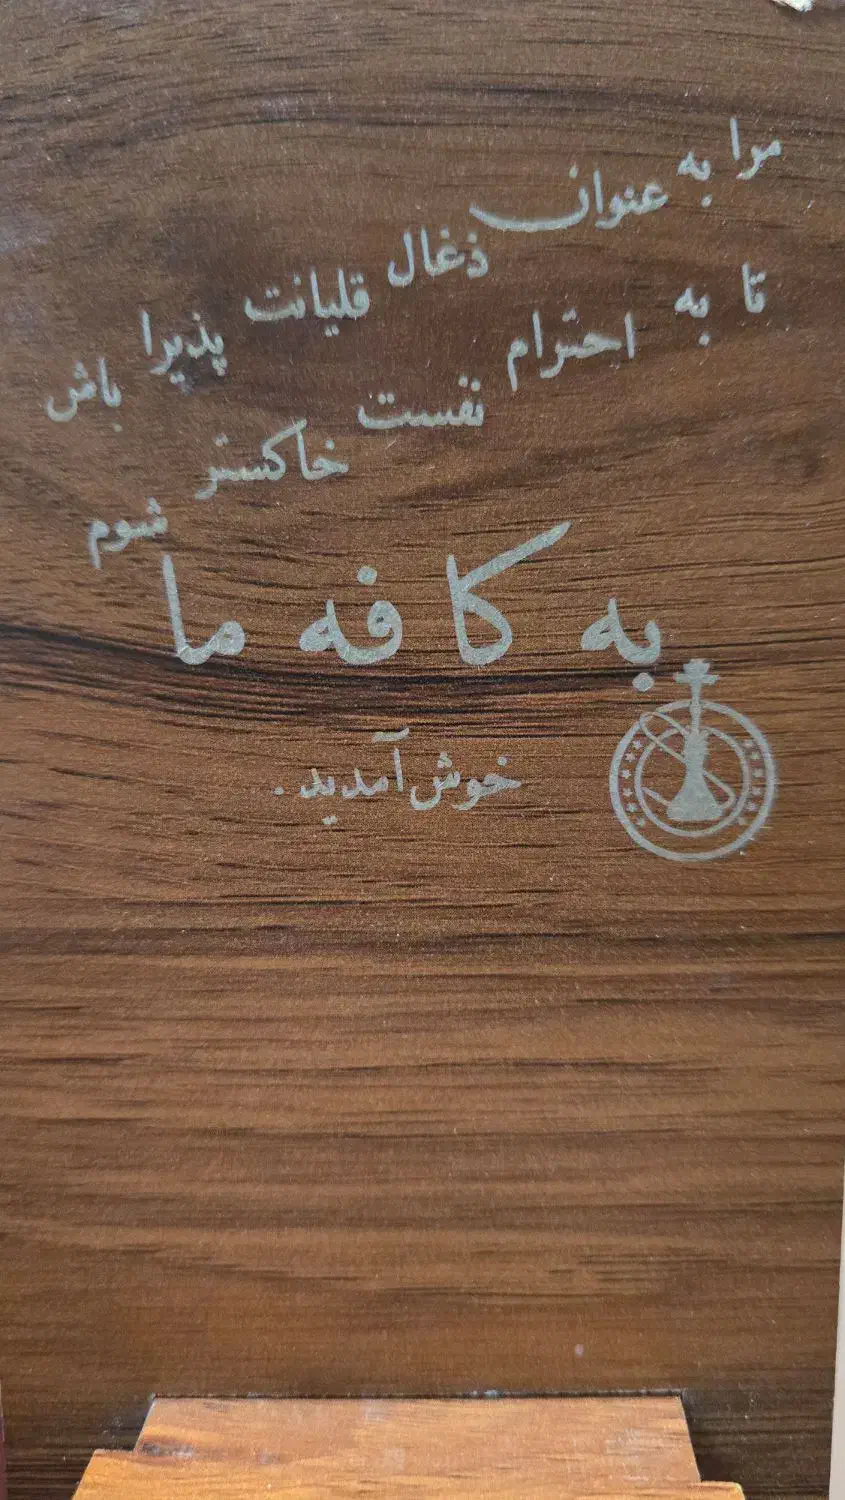 مرا به عنوان ذغال قلیانت پذیرا باش
تا به احترام نفست خاکستر شوم
به کافه ما
خوش آمدید.